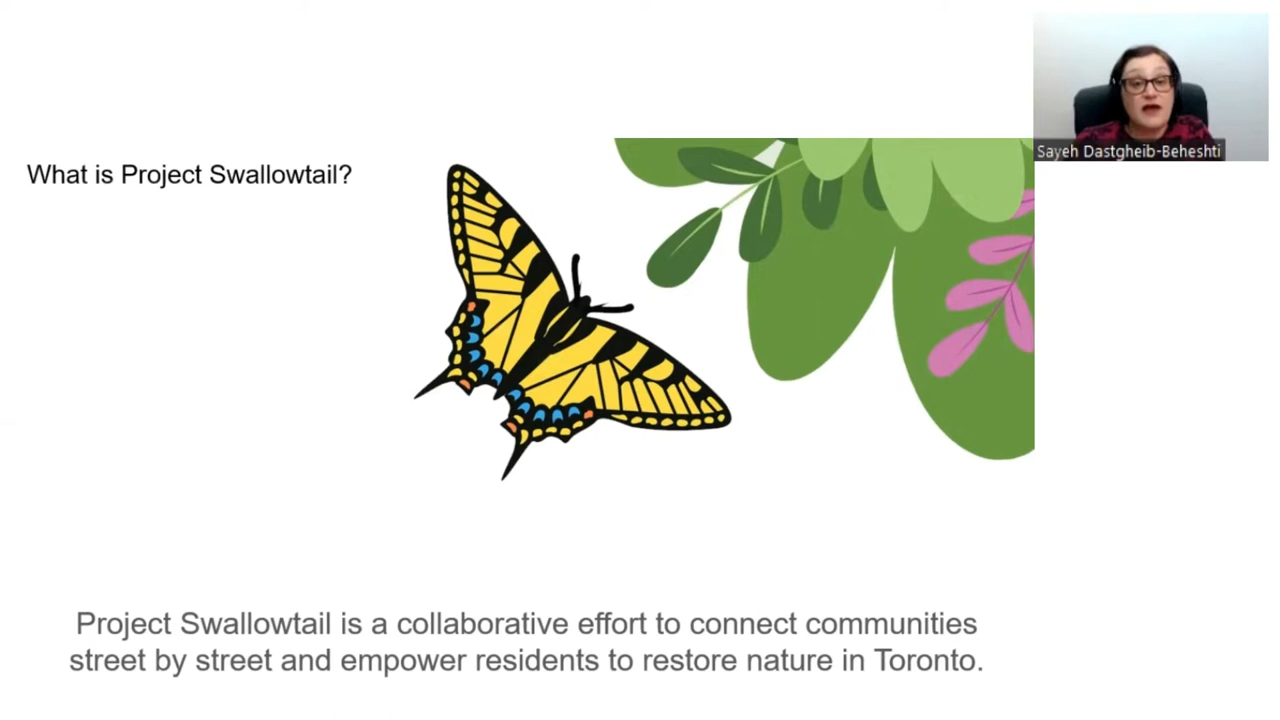 Sayeh Dastgheib-Beheshti
What is Project Swallowtail?
Project Swallowtail is a collaborative effort to connect communities
street by street and empower residents to restore nature in Toronto.